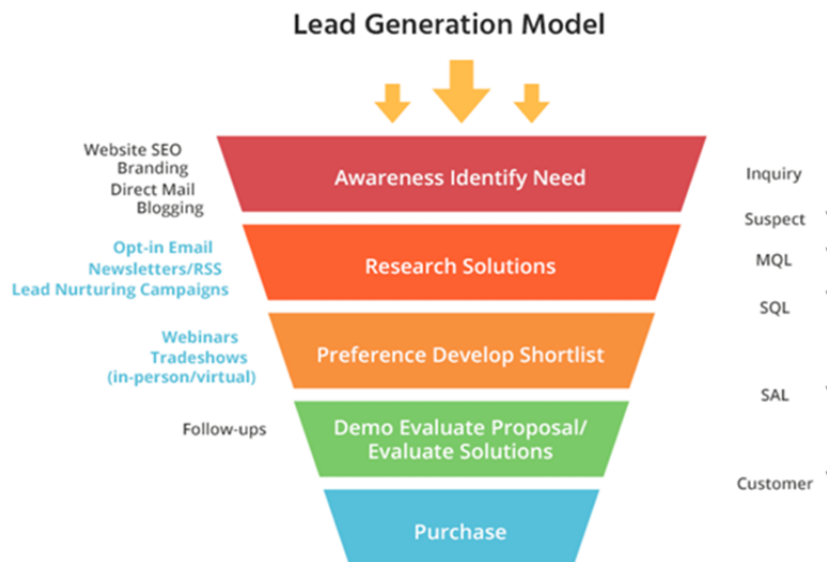 Lead Generation Model
Website SEO
Branding
Direct Mail
Blogging
Awareness Identify Need
Inquiry
Suspect
Opt-in Email
Newsletters/RSS
Lead Nurturing Campaigns
Research Solutions
MQL
SQL
Webinars
Tradeshows
(in-person/virtual)
Preference Develop Shortlist
SAL
Follow-ups
Demo Evaluate Proposal/
Evaluate Solutions
Customer
Purchase